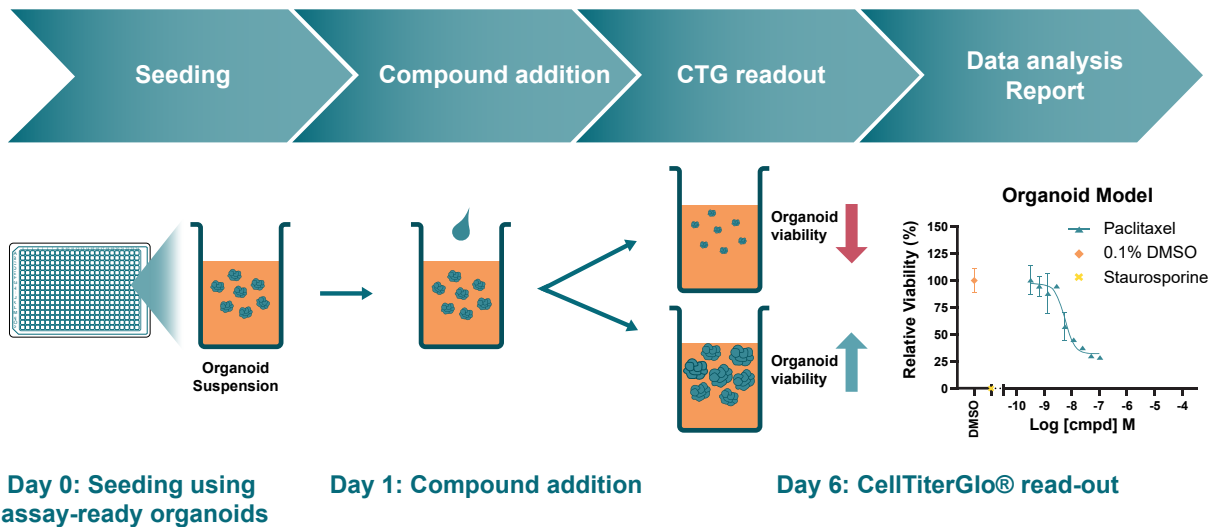 Seeding
Compound addition
CTG readout
Data analysis
Report
Organoid
Suspension
Organoid
viability
Organoid
viability
Organoid Model
Relative Viability (%)
150
125
100
75
50
25
0
Paclitaxel
0.1% DMSO
Staurosporine
DMSO
-10 -9 -8 -7 -6 -5 -4
Log [cmpd] M
Day 0: Seeding using
assay-ready organoids
Day 1: Compound addition
Day 6: CellTiterGlo® read-out